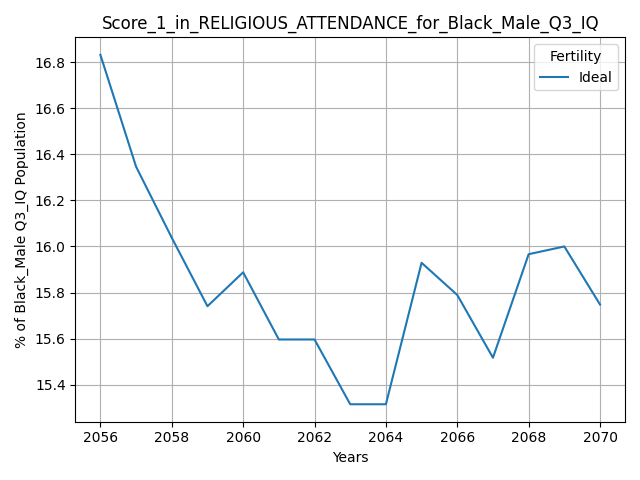 Score_1_in_RELIGIOUS_ATTENDANCE_for_Black_Male_Q3_IQ
Fertility
Ideal
% of Black_Male Q3_IQ Population
16.8
16.6
16.4
16.2
16.0
15.8
15.6
15.4
2056 2058 2060 2062 2064 2066 2068 2070
Years